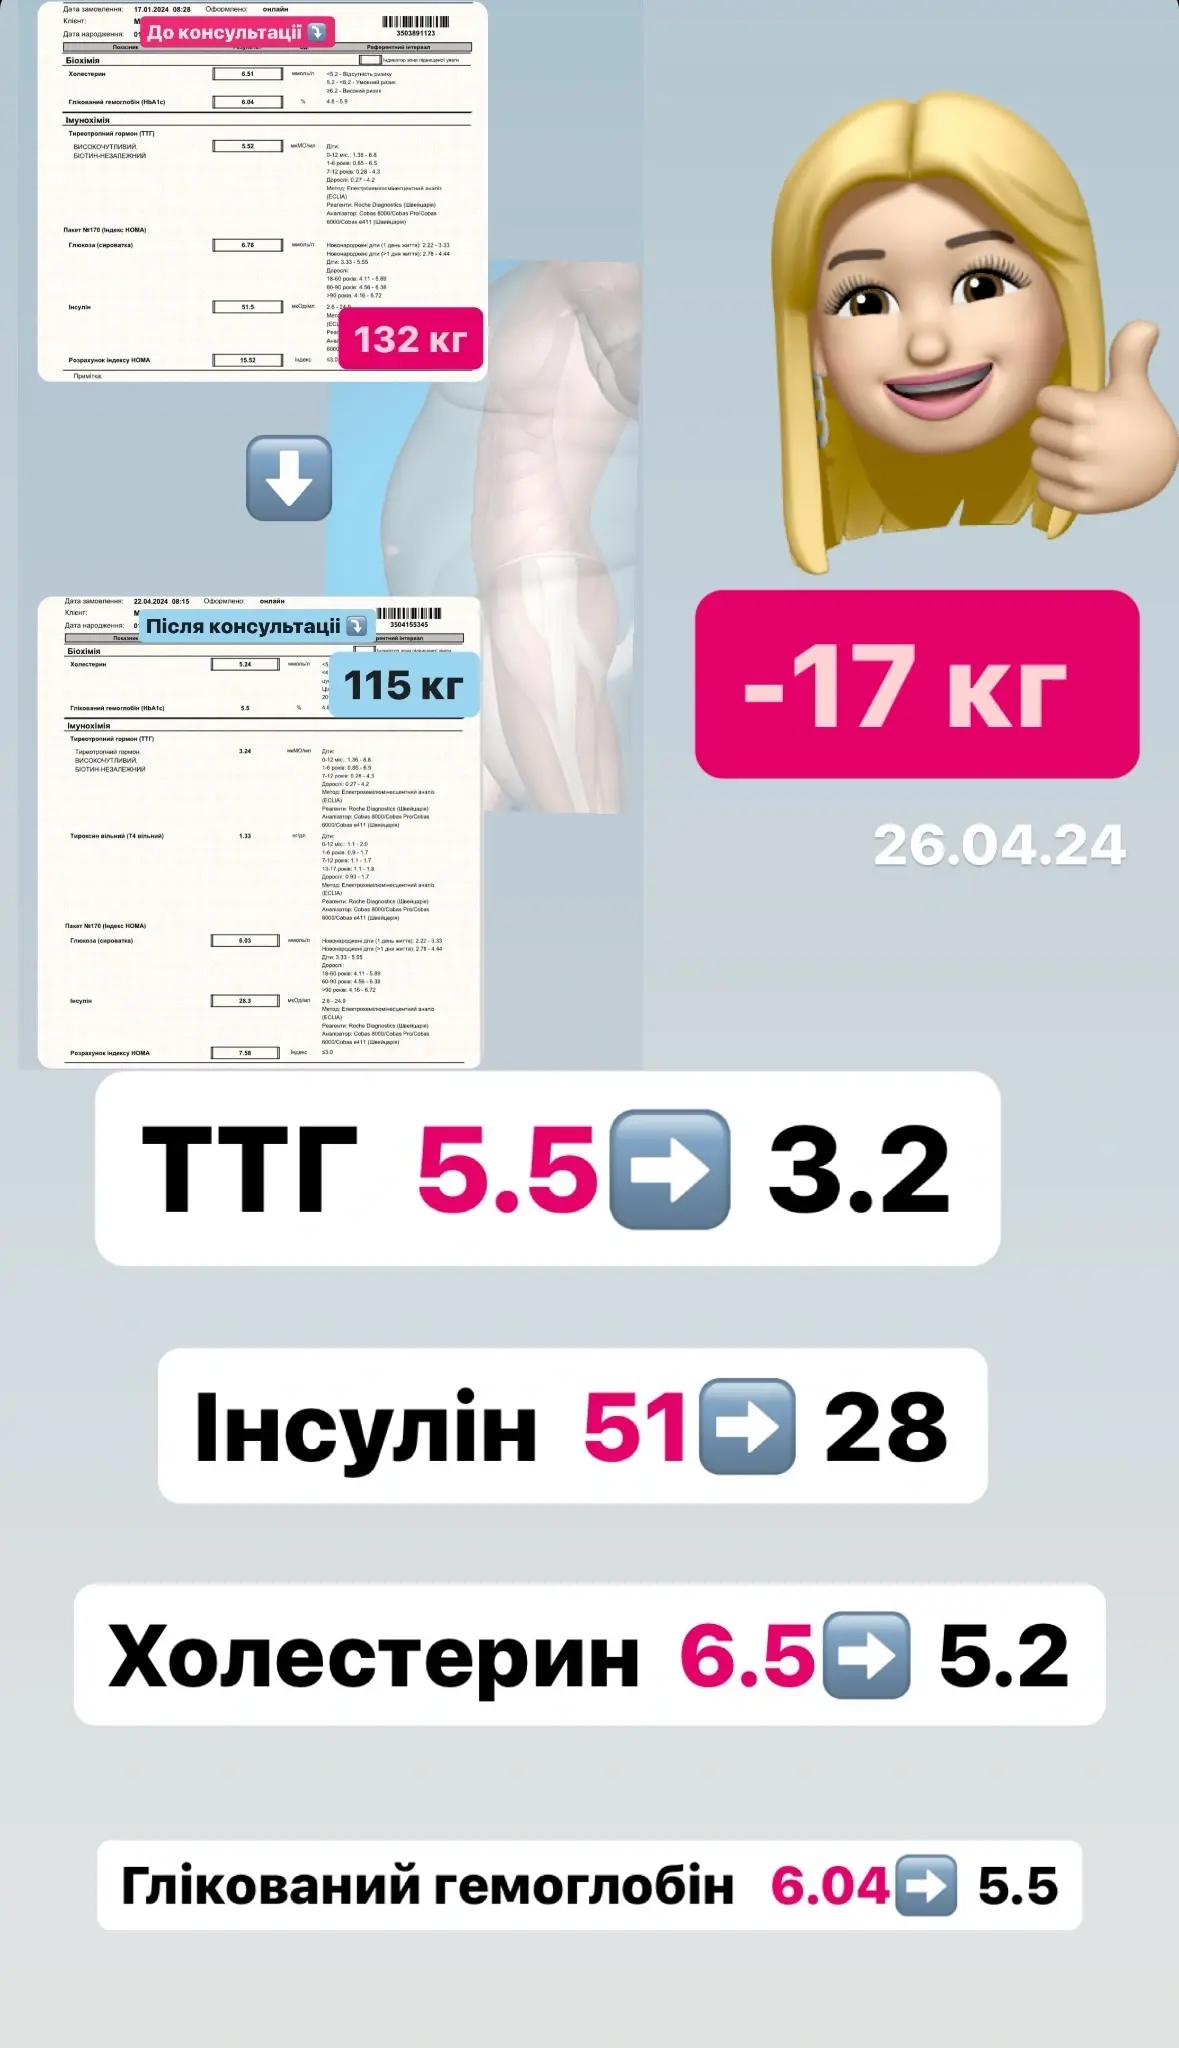 Дата замовлення: 17.01.2024 08:28 Оформлено: онлайн
Клієнт: М
Дата народження: 0
3503891123
До консультації
Показник Референтний інтервал
Біохімія
Індикатор зони підвищеної уваги
Холестерин 6.51 ммоль/л <5.2 - Відсутність ризику
5.2 - <6.2 - Умовний ризик
≥6.2 - Високий ризик
Глікований гемоглобін (HbA1c) 6.04 % 4.8 - 5.9
Імунохімія
Тиреотропний гормон (ТТГ)
ВИСОКОЧУТЛИВИЙ, 5.52 мкМО/мл Діти:
БІОТИН-НЕЗАЛЕЖНИЙ 0-12 міс.: 1.36 - 8.8
1-6 років: 0.85 - 6.5
7-12 років: 0.28 - 4.3
Дорослі: 0.27 - 4.2
Метод: Електрохемілюмінесцентний аналіз
(ECLIA)
Реагенти: Roche Diagnostics (Швейцарія)
Аналізатор: Cobas 8000/Cobas Pro/Cobas
6000/Cobas e411 (Швейцарія)
Пакет №170 (Індекс HOMA)
Глюкоза (сироватка) 6.78 ммоль/л Новонароджені діти (1 день життя): 2.22 - 3.33
Новонароджені діти (>1 дня життя): 2.78 - 4.44
Діти: 3.33 - 5.55
Дорослі:
18-60 років: 4.11 - 5.89
60-90 років: 4.56 - 6.38
>90 років: 4.16 - 6.72
Інсулін 51.5 мкОд/мл 2.6 - 24.9
132 кг
Розрахунок індексу HOMA 15.52 Індекс ≤3.0
Примітка:
Дата замовлення: 22.04.2024 08:15 Оформлено: онлайн
Клієнт: М
Дата народження: 0
3504155345
Після консультації
Показник Референтний інтервал
Біохімія
Холестерин 5.24 ммоль/л
115 кг
Глікований гемоглобін (HbA1c) 5.5 %
Імунохімія
Тиреотропний гормон (ТТГ)
Тиреотропний гормон, 3.24 мкМО/мл Діти:
ВИСОКОЧУТЛИВИЙ, 0-12 міс.: 1.36 - 8.8
БІОТИН-НЕЗАЛЕЖНИЙ 1-6 років: 0.85 - 6.5
7-12 років: 0.28 - 4.3
Дорослі: 0.27 - 4.2
Метод: Електрохемілюмінесцентний аналіз
(ECLIA)
Реагенти: Roche Diagnostics (Швейцарія)
Аналізатор: Cobas 8000/Cobas Pro/Cobas
6000/Cobas e411 (Швейцарія)
Тироксин вільний (Т4 вільний) 1.33 нг/дл Діти:
0-12 міс.: 1.1 - 2.0
1-6 років: 0.9 - 1.7
7-12 років: 1.1 - 1.7
13-17 років: 1.1 - 1.8
Дорослі: 0.93 - 1.7
Метод: Електрохемілюмінесцентний аналіз
(ECLIA)
Реагенти: Roche Diagnostics (Швейцарія)
Аналізатор: Cobas 8000/Cobas Pro/Cobas
6000/Cobas e411 (Швейцарія)
Пакет №170 (Індекс HOMA)
Глюкоза (сироватка) 6.03 ммоль/л Новонароджені діти (1 день життя): 2.22 - 3.33
Новонароджені діти (>1 дня життя): 2.78 - 4.44
Діти: 3.33 - 5.55
Дорослі:
18-60 років: 4.11 - 5.89
60-90 років: 4.56 - 6.38
>90 років: 4.16 - 6.72
Інсулін 28.3 мкОд/мл 2.6 - 24.9
Метод: Електрохемілюмінесцентний аналіз
(ECLIA)
Реагенти: Roche Diagnostics (Швейцарія)
Аналізатор: Cobas 8000/Cobas Pro/Cobas
6000/Cobas e411 (Швейцарія)
Розрахунок індексу HOMA 7.58 Індекс ≤3.0
-17 кг
26.04.24
ТТГ 5.5 ➡️ 3.2
Інсулін 51 ➡️ 28
Холестерин 6.5 ➡️ 5.2
Глікований гемоглобін 6.04 ➡️ 5.5